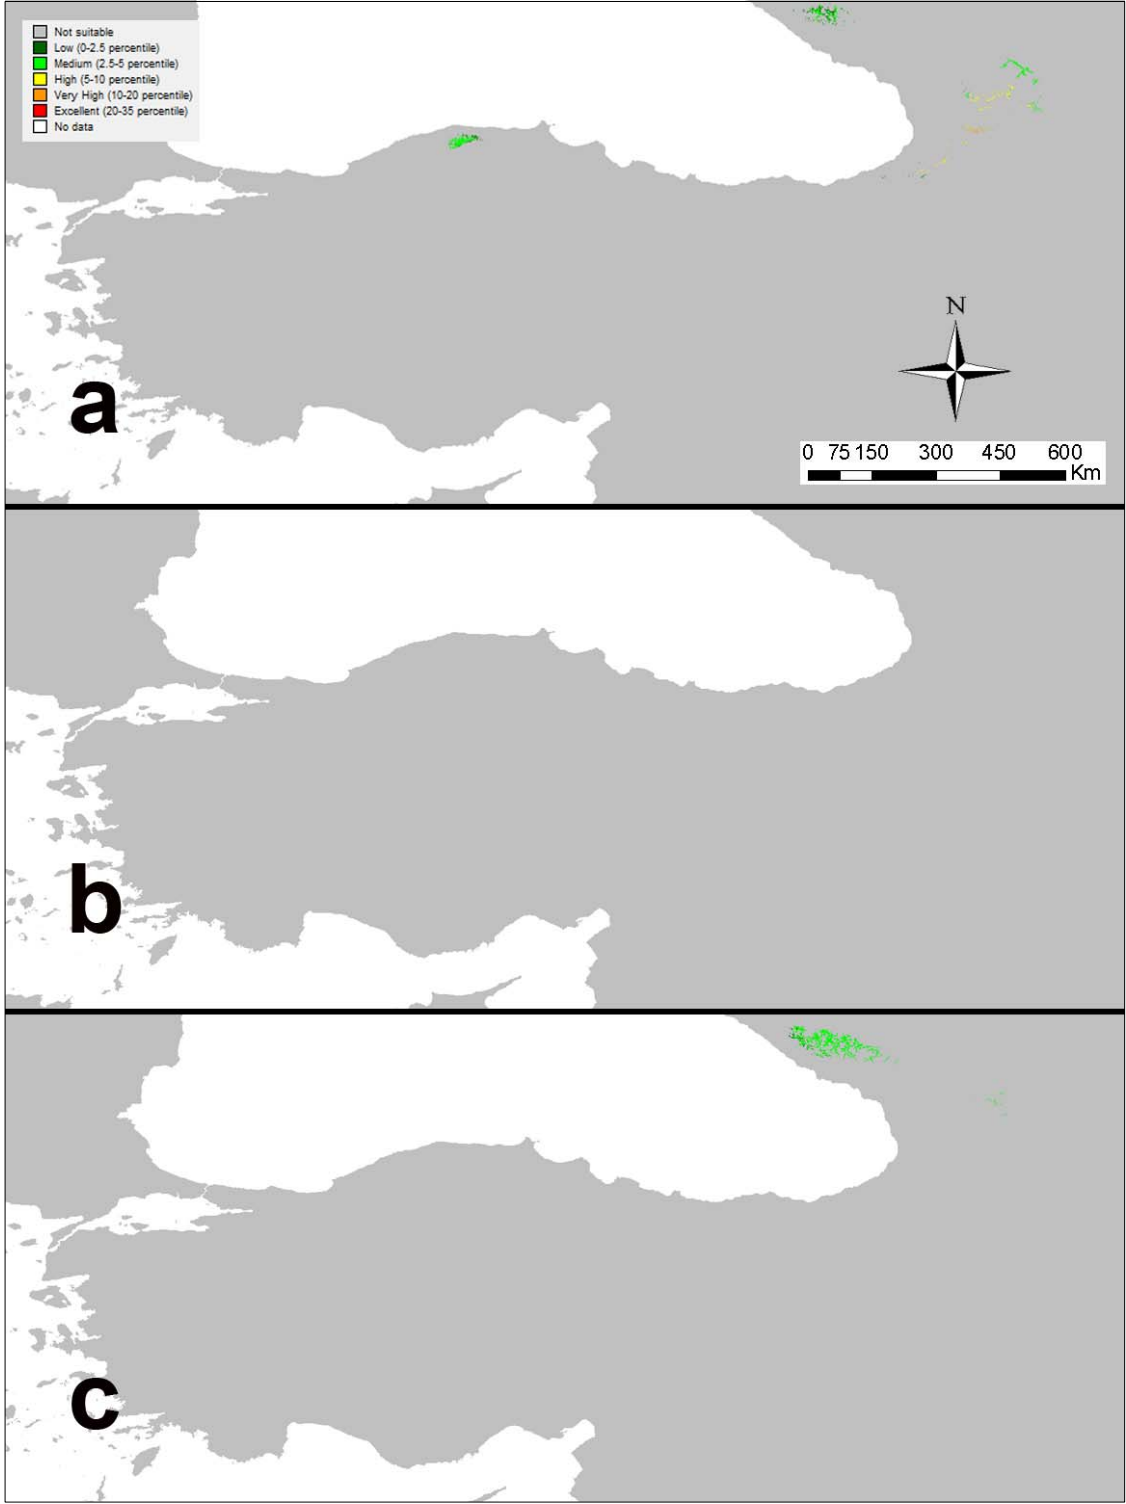 Not suitable
Low (0-2.5 percentile)
Medium (2.5-5 percentile)
High (5-10 percentile)
Very High (10-20 percentile)
Excellent (20-35 percentile)
No data
N
a
0 75 150 300 450 600
Km
b
c